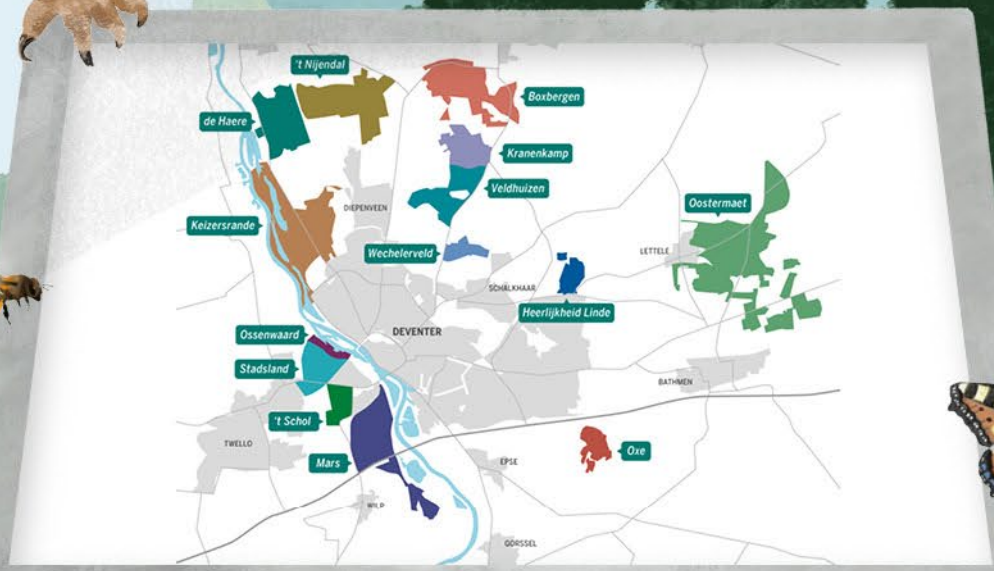 't Nijendal
Boxbergen
de Haere
Kranenkamp
Veldhuizen
Oostermaet
DIEPENVEEN
Keizersrande
Wechelerveld
LETTELE
SCHALKHAAR
Heerlijkheid Linde
DEVENTER
Ossenwaard
Stadsland
BATHMEN
't Schol
TWELLO
Oxe
Mars
EPSE
WILP
GORSSEL